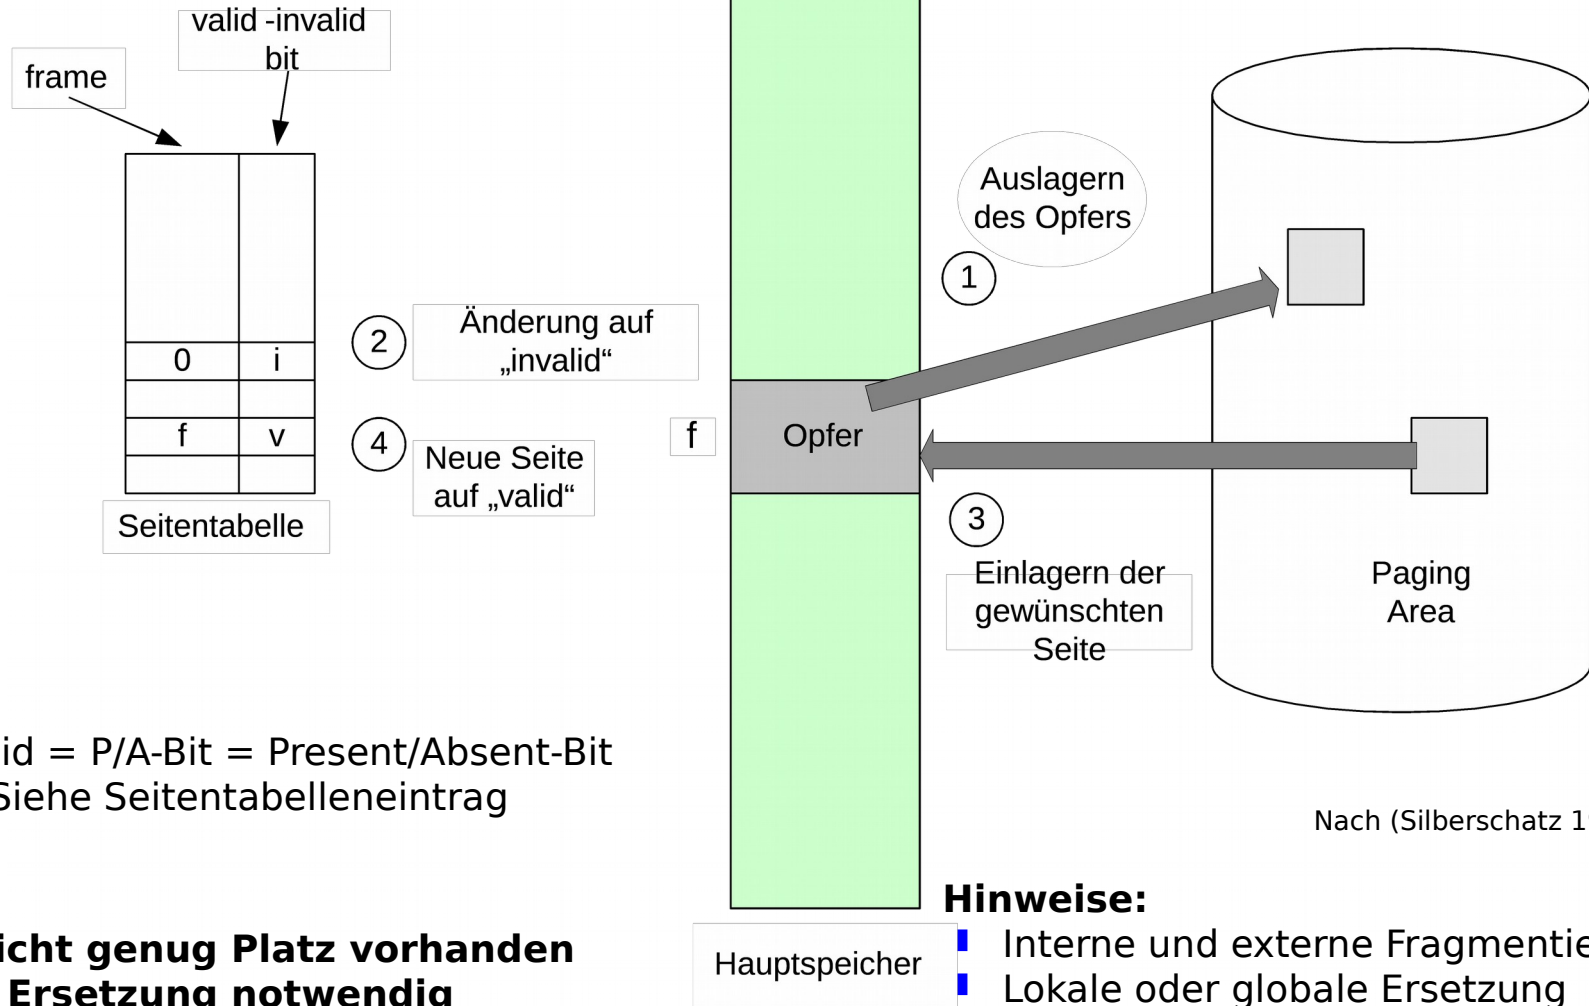 valid -invalid
bit
frame
Auslagern
des Opfers
1
2
Änderung auf
„invalid“
0 i
f v
4
Neue Seite
auf „valid“
f
Opfer
Seitentabelle
3
Einlagern der
gewünschten
Seite
Paging
Area
= P/A-Bit = Present/Absent-Bit
Siehe Seitentabelleneintrag
Nach (Silberschatz
Hauptspeicher
genug Platz vorhanden
Ersetzung notwendig
Hinweise:
Interne und externe
Lokale oder globale Ersetzung